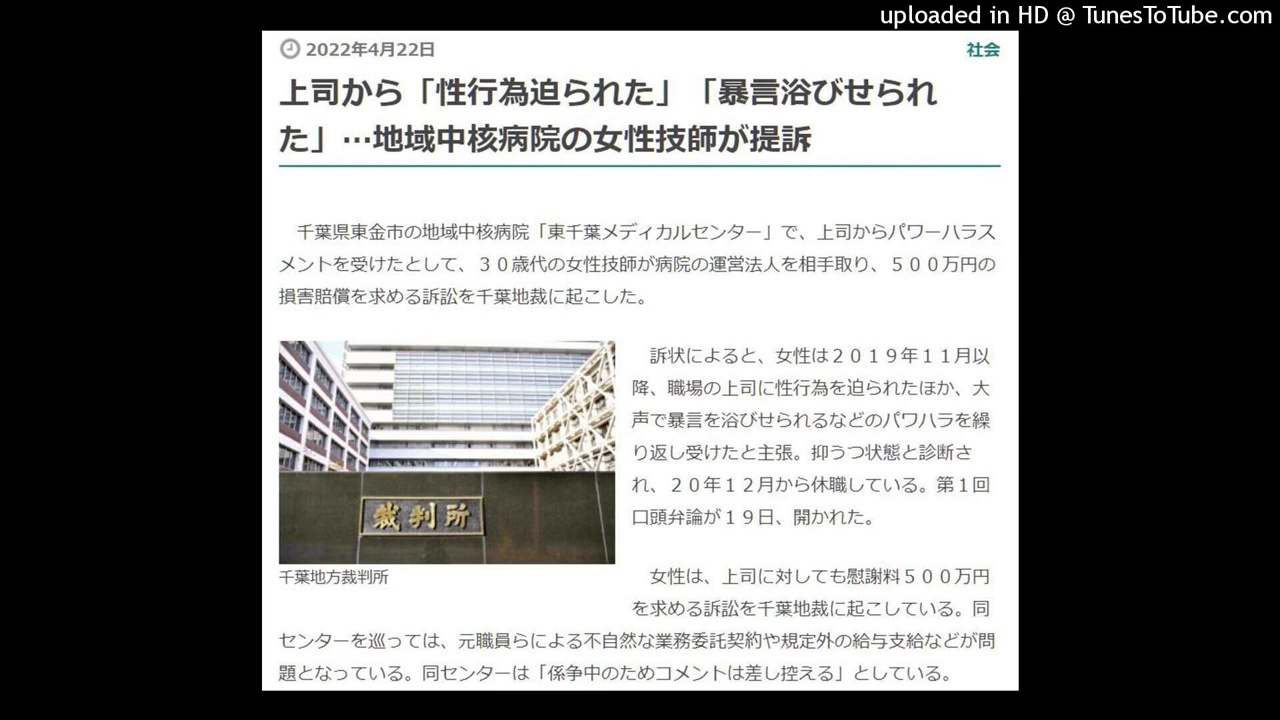 uploaded in HD @ TunesToTube.com
2022年4月22日
社会
上司から「性行為迫られた」「暴言浴びせられ
た」…地域中核病院の女性技師が提訴
千葉県東金市の地域中核病院「東千葉メディカルセンター」で、上司からパワーハラス
メントを受けたとして、３０歳代の女性技師が病院の運営法人を相手取り、５００万円の
損害賠償を求める訴訟を千葉地裁に起こした。
裁判所
千葉地方裁判所
訴状によると、女性は２０１９年１１月以
降、職場の上司に性行為を迫られたほか、大
声で暴言を浴びせられるなどのパワハラを繰
り返し受けたと主張。抑うつ状態と診断さ
れ、２０年１２月から休職している。第１回
口頭弁論が１９日、開かれた。
女性は、上司に対しても慰謝料５００万円
を求める訴訟を千葉地裁に起こしている。同
センターを巡っては、元職員らによる不自然な業務委託契約や規定外の給与支給などが問
題となっている。同センターは「係争中のためコメントは差し控える」としている。